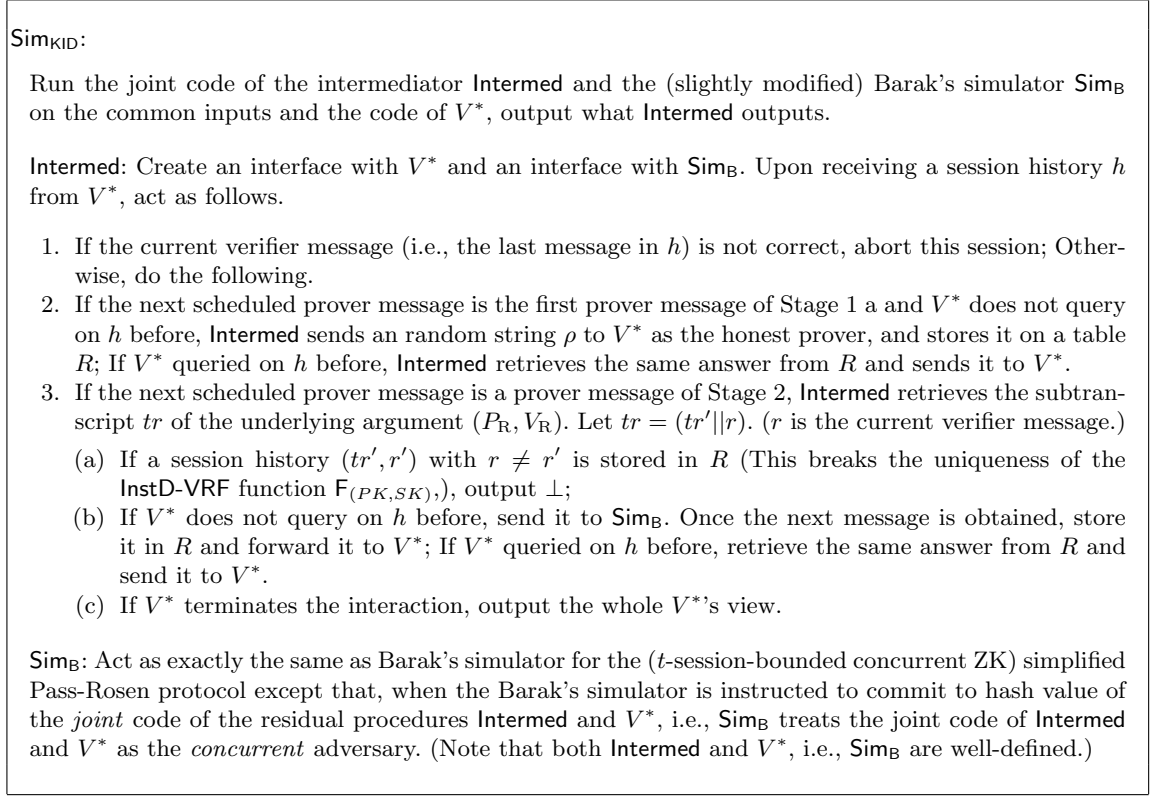 Sim_KID:
Run the joint code of the intermediator Intermed and the (slightly modified) Barak's simulator Sim_B
on the common inputs and the code of V*, output what Intermed outputs.
Intermed: Create an interface with V* and an interface with Sim_B. Upon receiving a session history h
from V*, act as follows.
1. If the current verifier message (i.e., the last message in h) is not correct, abort this session; Other-
wise, do the following.
2. If the next scheduled prover message is the first prover message of Stage 1 a and V* does not query
on h before, Intermed sends an random string ρ to V* as the honest prover, and stores it on a table
R; If V* queried on h before, Intermed retrieves the same answer from R and sends it to V*.
3. If the next scheduled prover message is a prover message of Stage 2, Intermed retrieves the subtran-
script tr of the underlying argument (P_R, V_R). Let tr = (tr'||r). (r is the current verifier message.)
(a) If a session history (tr', r') with r ≠ r' is stored in R (This breaks the uniqueness of the
InstD-VRF function F_(PK,SK),), output ⊥;
(b) If V* does not query on h before, send it to Sim_B. Once the next message is obtained, store
it in R and forward it to V*; If V* queried on h before, retrieve the same answer from R and
send it to V*.
(c) If V* terminates the interaction, output the whole V*'s view.
Sim_B: Act as exactly the same as Barak's simulator for the (t-session-bounded concurrent ZK) simplified
Pass-Rosen protocol except that, when the Barak's simulator is instructed to commit to hash value of
the joint code of the residual procedures Intermed and V*, i.e., Sim_B treats the joint code of Intermed
and V* as the concurrent adversary. (Note that both Intermed and V*, i.e., Sim_B are well-defined.)